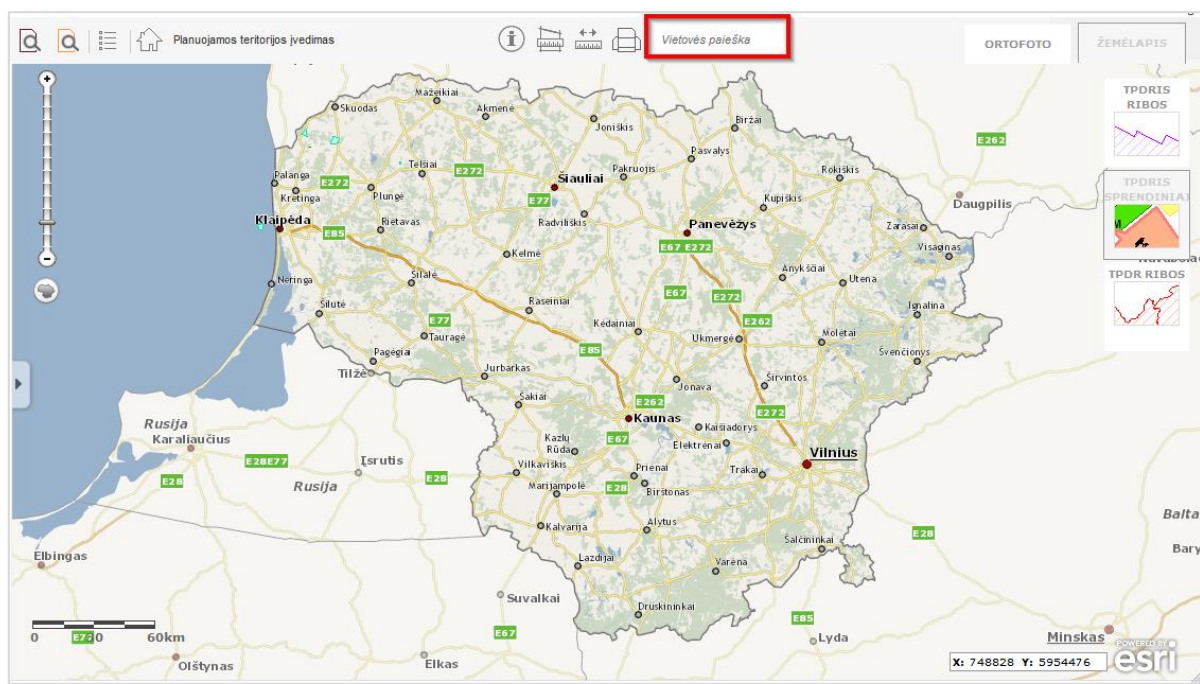 Planuojamos teritorijos įvedimas
Vietovės paieška
ORTOFOTO
ŽEMĖLAPIS
TPDRIS
RIBOS
TPDRIS
SPRENDINIAI
TPDR RIBOS
Mažeikiai
Skuodas
Akmenė
Joniškis
Biržai
E262
Pasvalys
Telšiai
E272
Pakruojis
Rokiškis
Palanga
E272
Šiauliai
Kretinga
Plungė
E77
Kupiškis
Daugpilis
Klaipėda
Rietavas
Radviliškis
Panevėžys
Zarasai
E85
E67
E272
Visaginas
Kelmė
Anykščiai
Neringa
Šilalė
Utena
Šilutė
Raseiniai
E67
E272
Ignalina
E77
Kėdainiai
E262
Tauragė
Ukmergė
Molėtai
Pagėgiai
E85
Švenčionys
Tilžė
Jurbarkas
Jonava
Širvintos
Šakiai
E262
E272
Kaunas
Rusija
Kaišiadorys
Karaliaučius
Kazlų
Rūda
E67
Elektrėnai
Vilnius
E28
E77
Įsrutis
Vilkaviškis
Prienai
Trakai
E28
Rusija
E28
Marijampolė
E28
Birštonas
Balta
Kalvarija
Alytus
E28
Šalčininkai
Bary
Elbingas
Lazdijai
Varėna
Suvalkai
Druskininkai
E85
0
60km
E67
Lyda
Minskas
Olštynas
Elkas
X: 748828 Y: 5954476
POWERED BY
esri